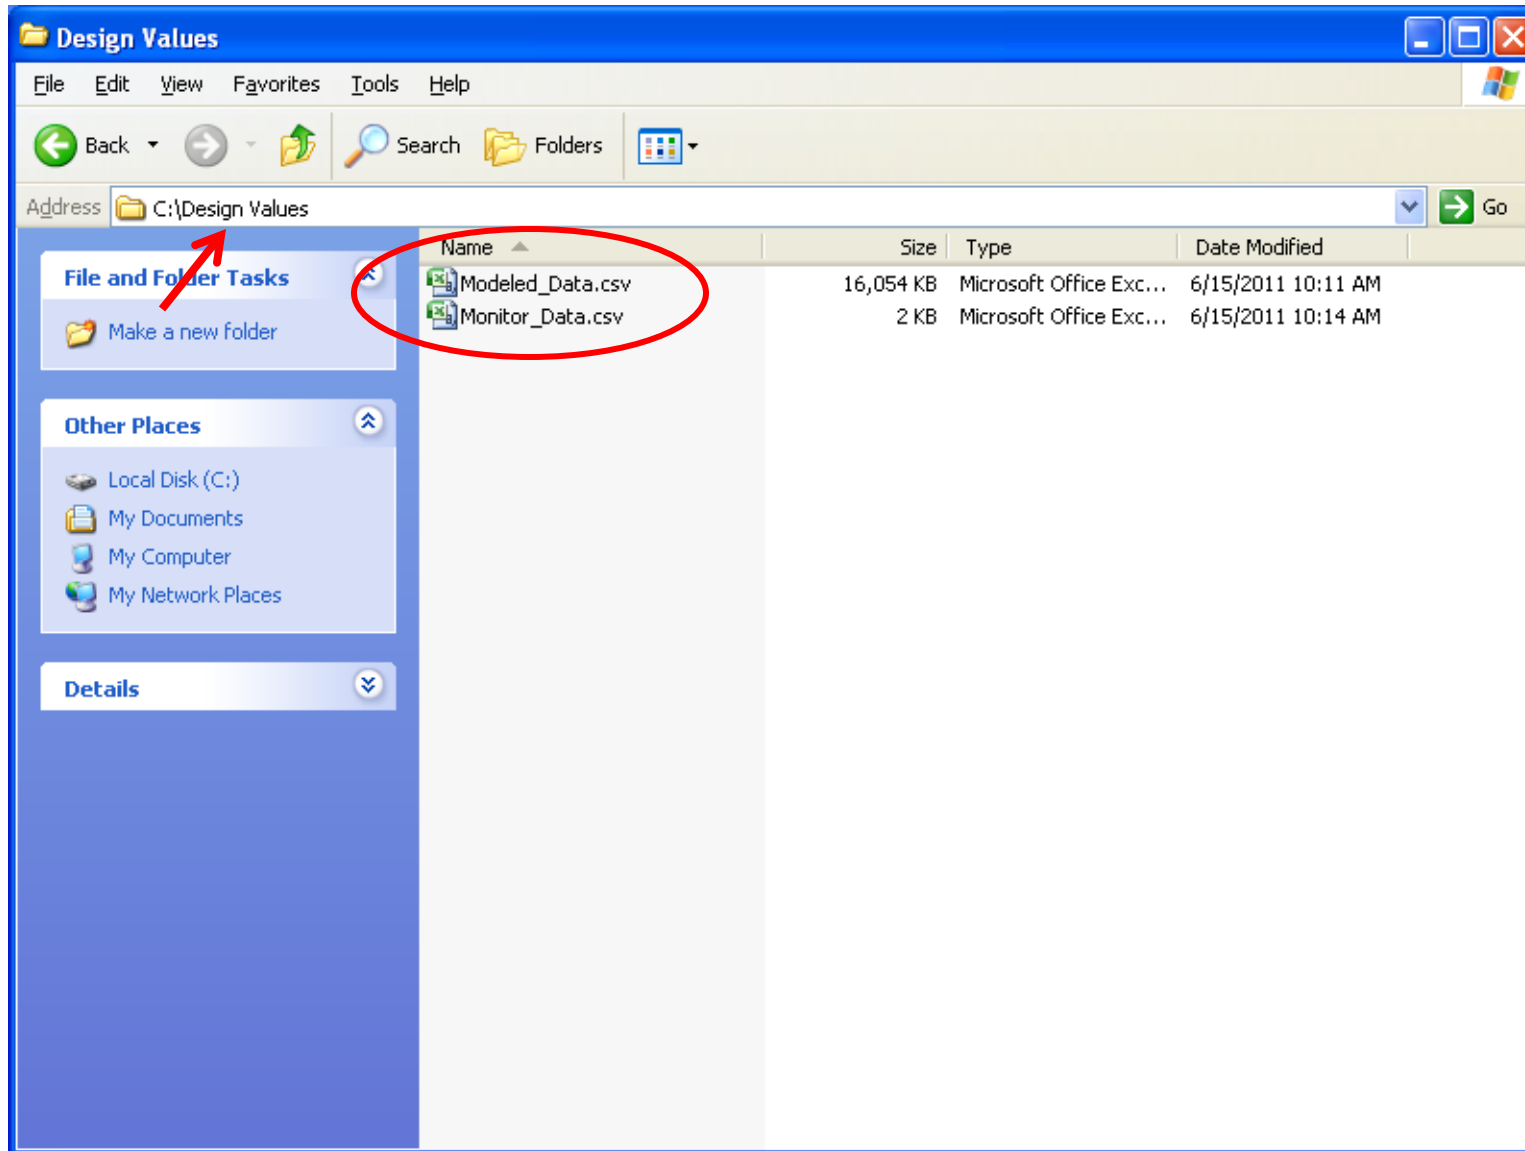 Design Values
File Edit View Favorites Tools Help
Back Search Folders
Address C:\Design Values Go
Name Size Type Date Modified
File and Folder Tasks
Make a new folder
Modeled_Data.csv 16,054 KB Microsoft Office Exc... 6/15/2011 10:11 AM
Monitor_Data.csv 2 KB Microsoft Office Exc... 6/15/2011 10:14 AM
Other Places
Local Disk (C:)
My Documents
My Computer
My Network Places
Details